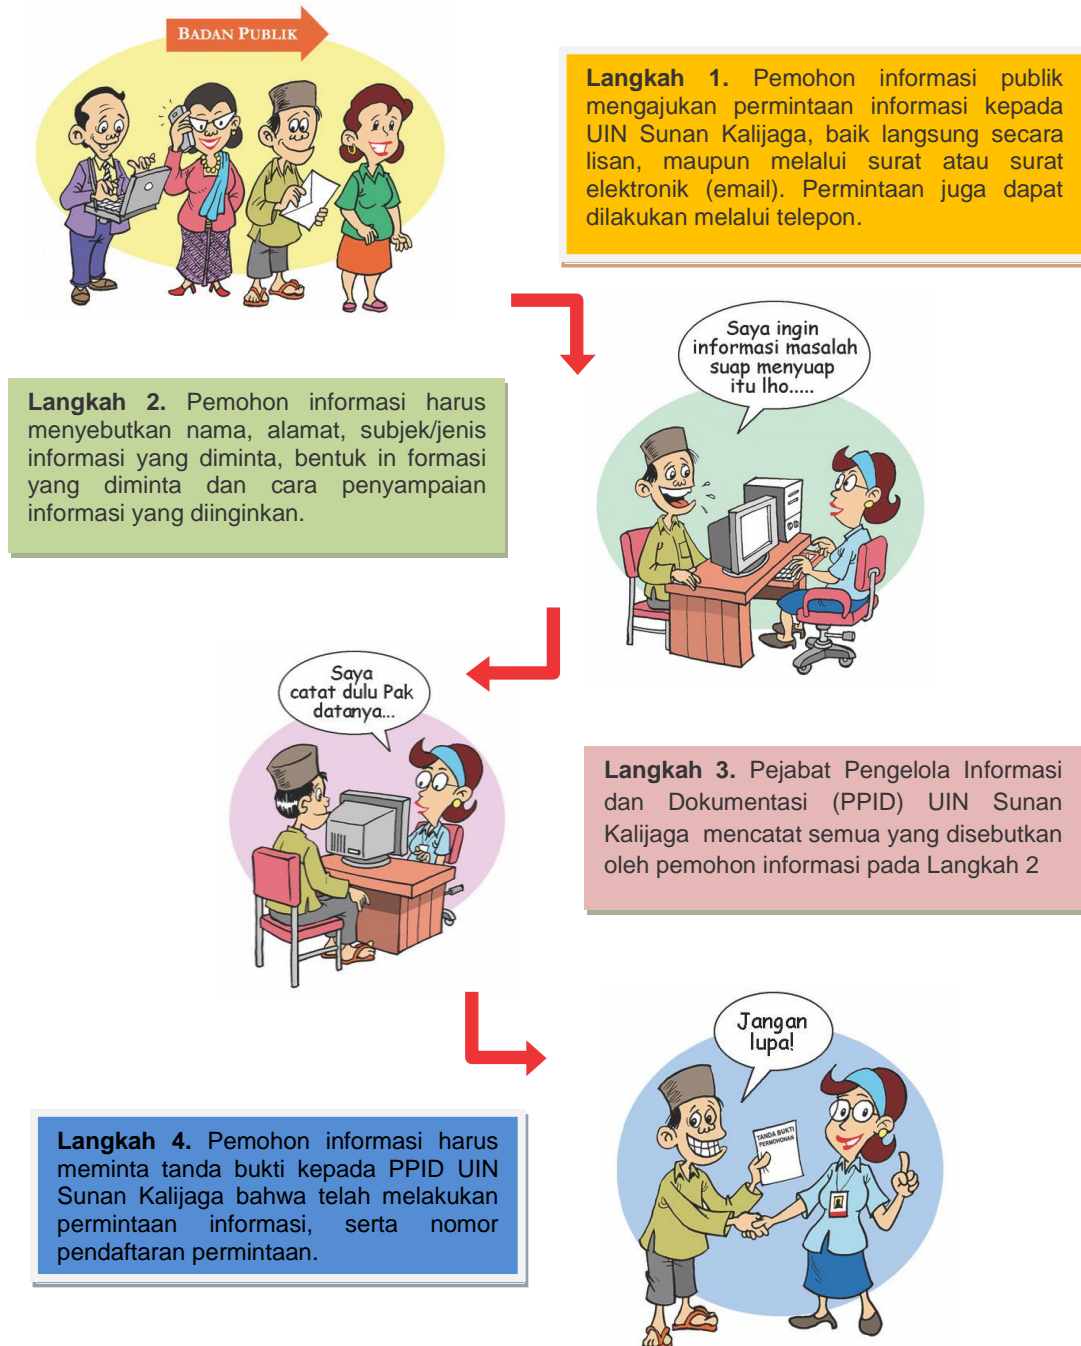 BADAN PUBLIK
Langkah 1. Pemohon informasi publik
mengajukan permintaan informasi kepada
UIN Sunan Kalijaga, baik langsung secara
lisan, maupun melalui surat atau surat
elektronik (email). Permintaan juga dapat
dilakukan melalui telepon.
Saya ingin
informasi masalah
suap menyuap
itu lho.....
Langkah 2. Pemohon informasi harus
menyebutkan nama, alamat, subjek/jenis
informasi yang diminta, bentuk in formasi
yang diminta dan cara penyampaian
informasi yang diinginkan.
Saya
catat dulu Pak
datanya...
Langkah 3. Pejabat Pengelola Informasi
dan Dokumentasi (PPID) UIN Sunan
Kalijaga mencatat semua yang disebutkan
oleh pemohon informasi pada Langkah 2
Jangan
lupa!
TANDA BUKTI
PERMOHONAN
Langkah 4. Pemohon informasi harus
meminta tanda bukti kepada PPID UIN
Sunan Kalijaga bahwa telah melakukan
permintaan informasi, serta nomor
pendaftaran permintaan.